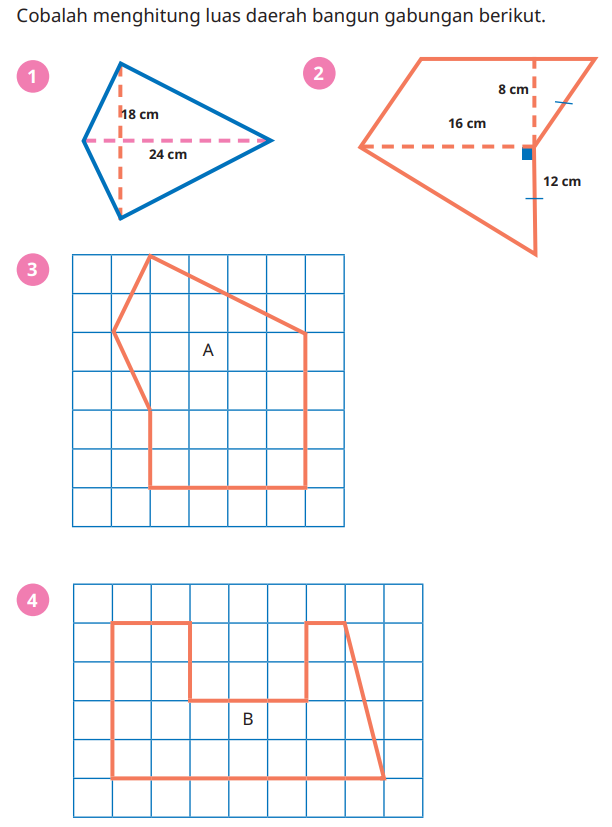 Cobalah menghitung luas daerah bangun gabungan berikut.
1
18 cm
24 cm
2
8 cm
16 cm
12 cm
3
A
4
B